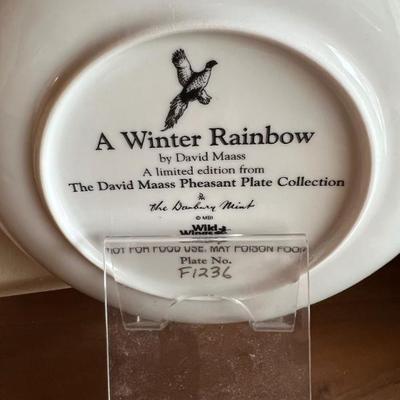 A Winter Rainbow
by David Maass
A limited edition from
The David Maass Pheasant Plate Collection
the Danbury Mint
© MBI
Wild
Wings
NOT FOR FOOD USE. MAY POISON FOOD.
Plate No.
F1236